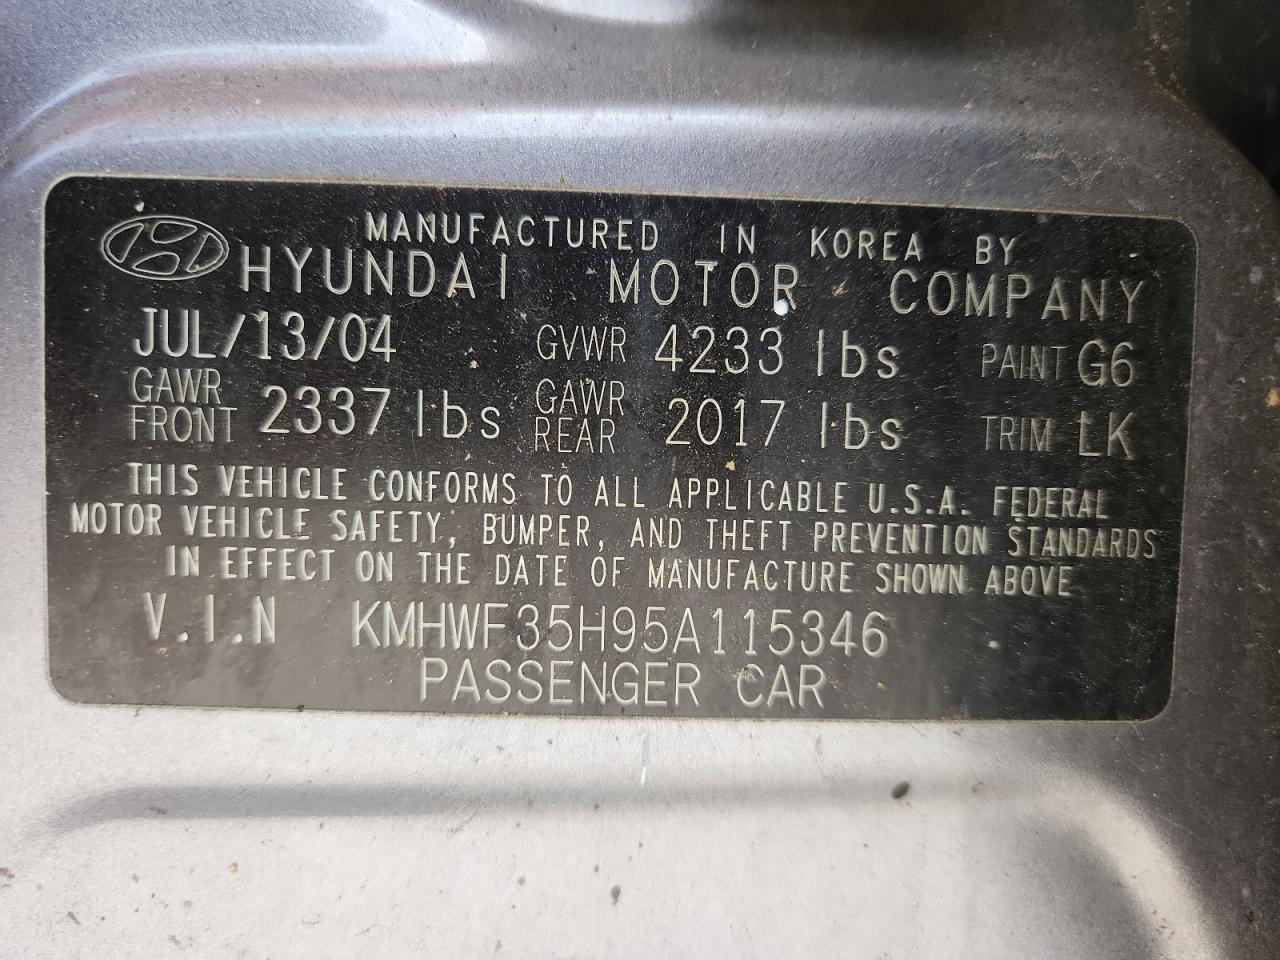 MANUFACTURED IN KOREA BY
HYUNDAI MOTOR COMPANY
JUL/13/04 GVWR 4233 lbs PAINT G6
GAWR FRONT 2337 lbs GAWR REAR 2017 lbs TRIM LK
THIS VEHICLE CONFORMS TO ALL APPLICABLE U.S.A. FEDERAL
MOTOR VEHICLE SAFETY, BUMPER, AND THEFT PREVENTION STANDARDS
IN EFFECT ON THE DATE OF MANUFACTURE SHOWN ABOVE
V.I.N KMHWF35H95A115346
PASSENGER CAR